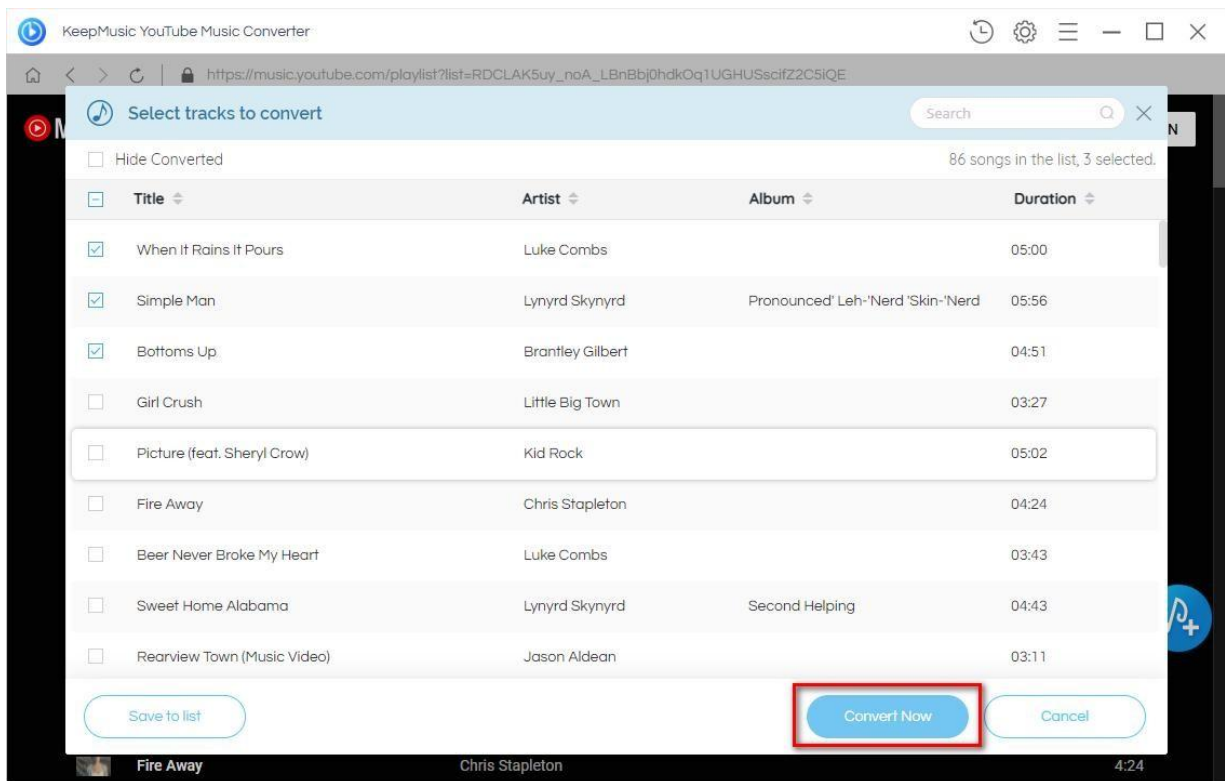 KeepMusic YouTube Music Converter
https://music.youtube.com/playlist?list=RDCLAK5uy_noA_LBnBbj0hdkOq1UGHUSscifZ2C5iQE
Select tracks to convert Search
M N
Hide Converted 86 songs in the list, 3 selected.
Title Artist Album Duration
When It Rains It Pours Luke Combs 05:00
Simple Man Lynyrd Skynyrd Pronounced' Leh-'Nerd 'Skin-'Nerd 05:56
Bottoms Up Brantley Gilbert 04:51
Girl Crush Little Big Town 03:27
Picture (feat. Sheryl Crow) Kid Rock 05:02
Fire Away Chris Stapleton 04:24
Beer Never Broke My Heart Luke Combs 03:43
Sweet Home Alabama Lynyrd Skynyrd Second Helping 04:43
Rearview Town (Music Video) Jason Aldean 03:11
Save to list Convert Now Cancel
Fire Away Chris Stapleton 4:24